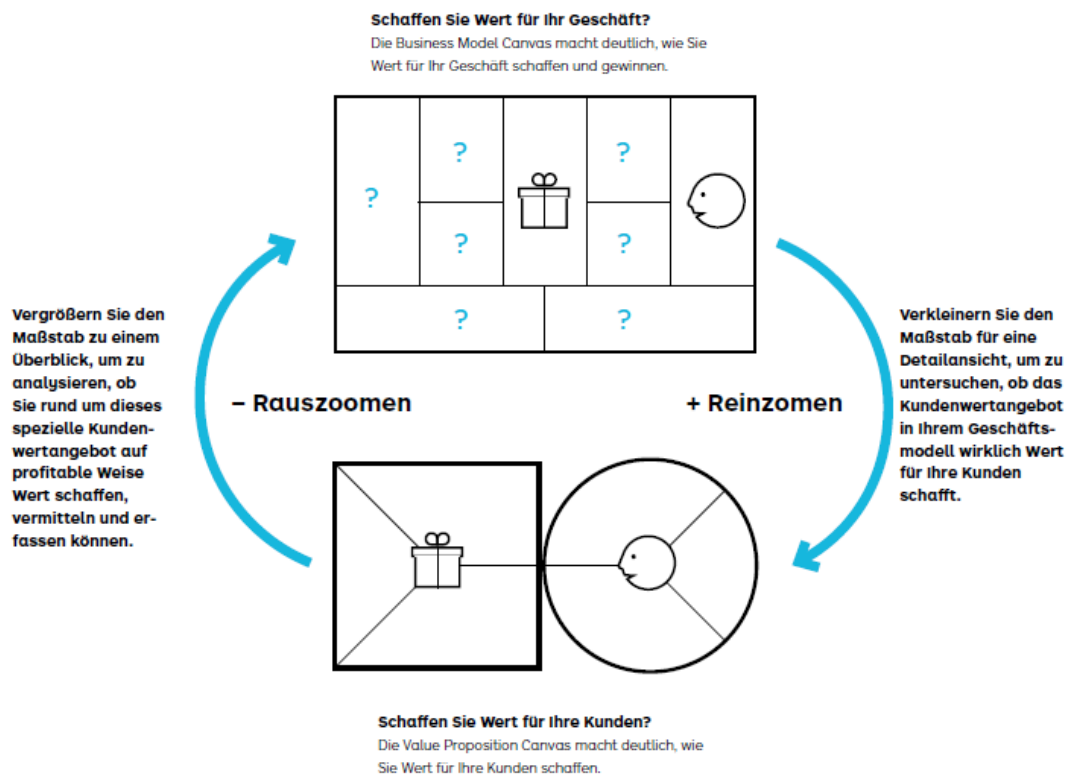 Schaffen Sie Wert für Ihr Geschäft?
Die Business Model Canvas macht deutlich, wie Sie
Wert für Ihr Geschäft schaffen und gewinnen.
?
?
?
?
?
?
?
Vergrößern Sie den
Maßstab zu einem
Überblick, um zu
analysieren, ob
Sie rund um dieses
spezielle Kunden-
wertangebot auf
profitable Weise
Wert schaffen,
vermitteln und er-
fassen können.
– Rauszoomen
+ Reinzomen
Verkleinern Sie den
Maßstab für eine
Detailansicht, um zu
untersuchen, ob das
Kundenwertangebot
in Ihrem Geschäfts-
modell wirklich Wert
für Ihre Kunden
schafft.
Schaffen Sie Wert für Ihre Kunden?
Die Value Proposition Canvas macht deutlich, wie
Sie Wert für Ihre Kunden schaffen.